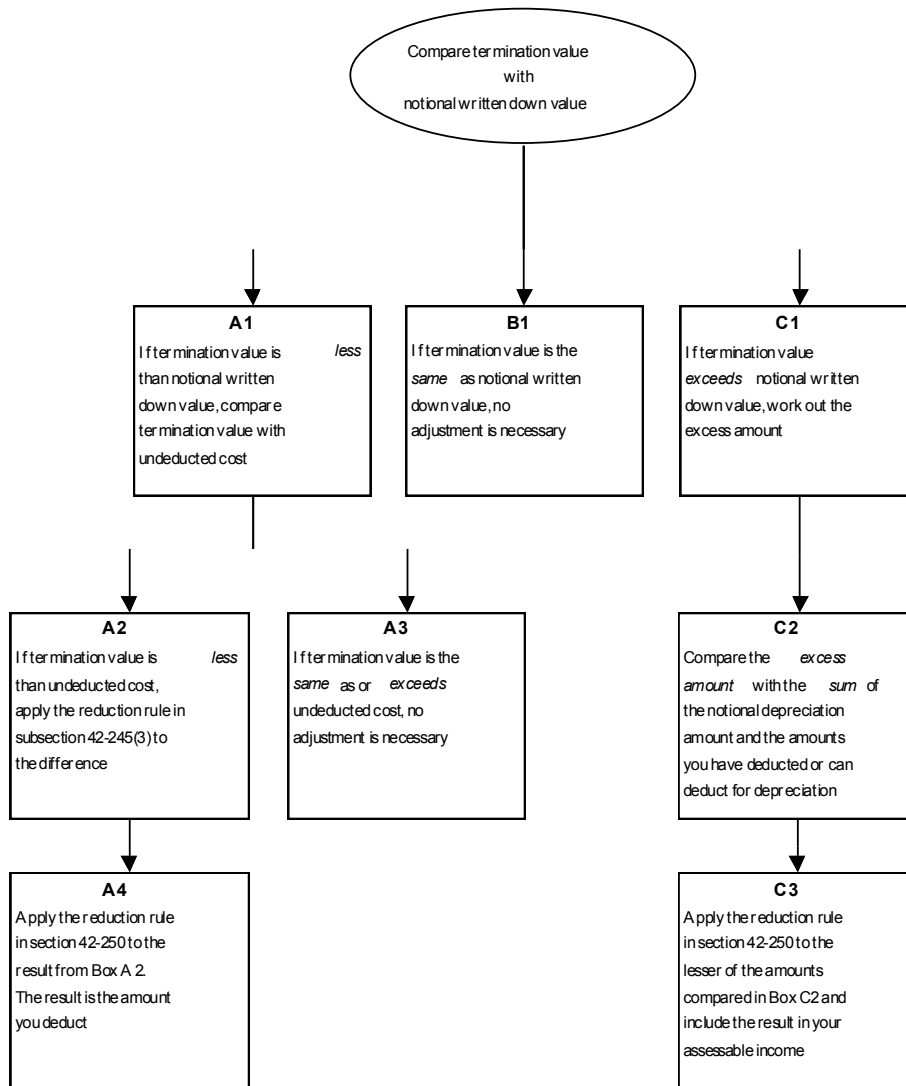 Compare termination value
with
notional written down value
A1
If termination value is less
than notional written
down value, compare
termination value with
undeducted cost
B1
If termination value is the
same as notional written
down value, no
adjustment is necessary
C1
If termination value
exceeds notional written
down value, work out the
excess amount
A2
If termination value is less
than undeducted cost,
apply the reduction rule in
subsection 42-245(3) to
the difference
A3
If termination value is the
same as or exceeds
undeducted cost, no
adjustment is necessary
C2
Compare the excess
amount with the sum of
the notional depreciation
amount and the amounts
you have deducted or can
deduct for depreciation
A4
Apply the reduction rule
in section 42-250 to the
result from Box A2.
The result is the amount
you deduct
C3
Apply the reduction rule
in section 42-250 to the
lesser of the amounts
compared in Box C2 and
include the result in your
assessable income